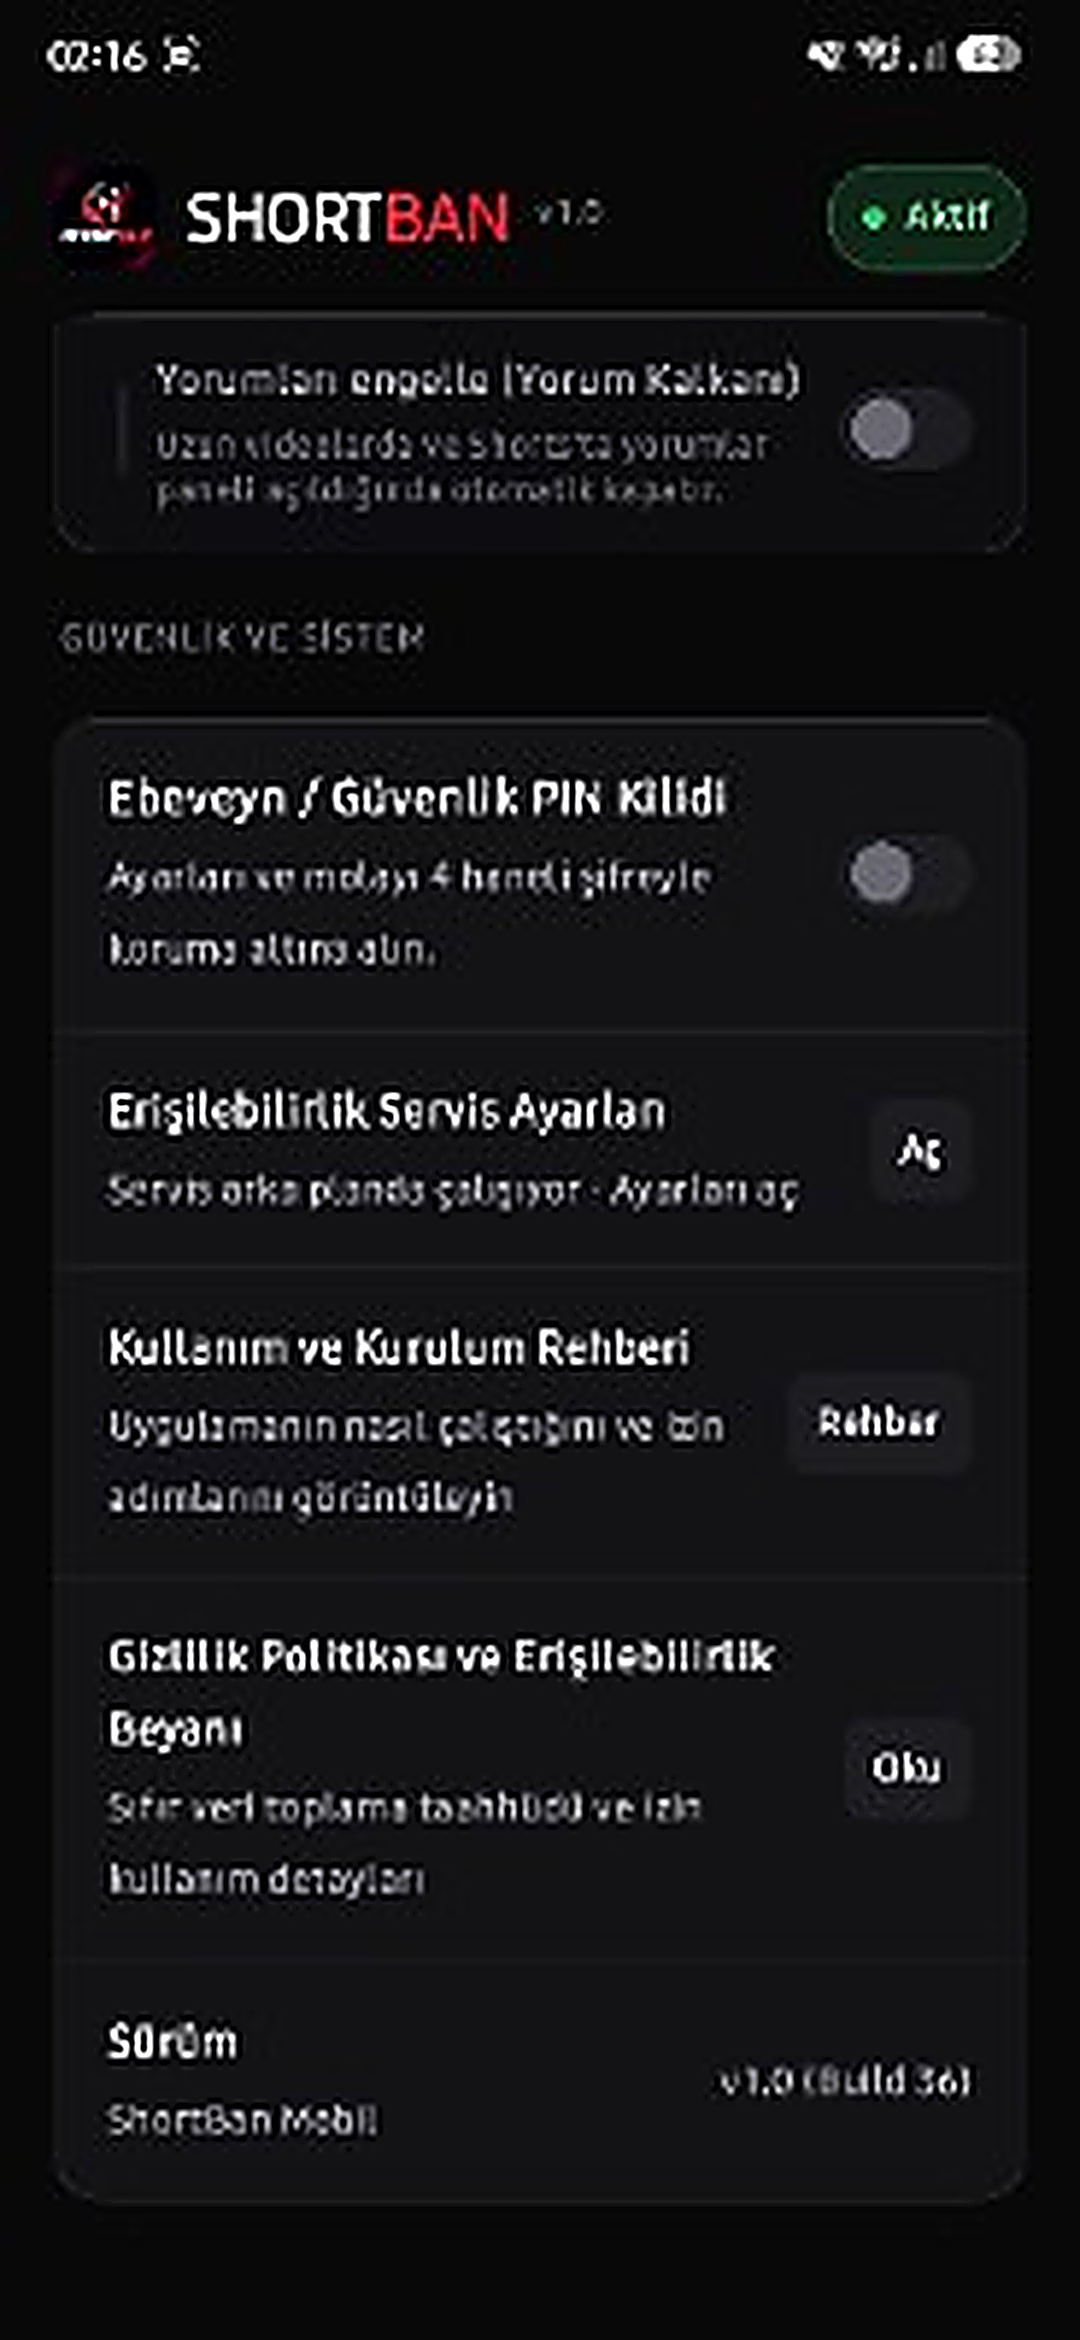 02:16
SHORTBAN v1.0
Aktif
Yorumları engelle (Yorum Kalkanı)
Uzun videolarda ve Shorts'ta yorumlar
paneli açıldığında otomatik kapatır.
GÜVENLİK VE SİSTEM
Ebeveyn / Güvenlik PIN Kilidi
Ayarları ve molayı 4 haneli şifreyle
koruma altına alın.
Erişilebilirlik Servis Ayarları
Servis arka planda çalışıyor - Ayarları aç
Aç
Kullanım ve Kurulum Rehberi
Uygulamanın nasıl çalıştığını ve izin
adımlarını görüntüleyin
Rehber
Gizlilik Politikası ve Erişilebilirlik
Beyanı
Sıfır veri toplama taahhüdü ve izin
kullanım detayları
Oku
Sürüm
ShortBan Mobil
v1.0 (Build 36)